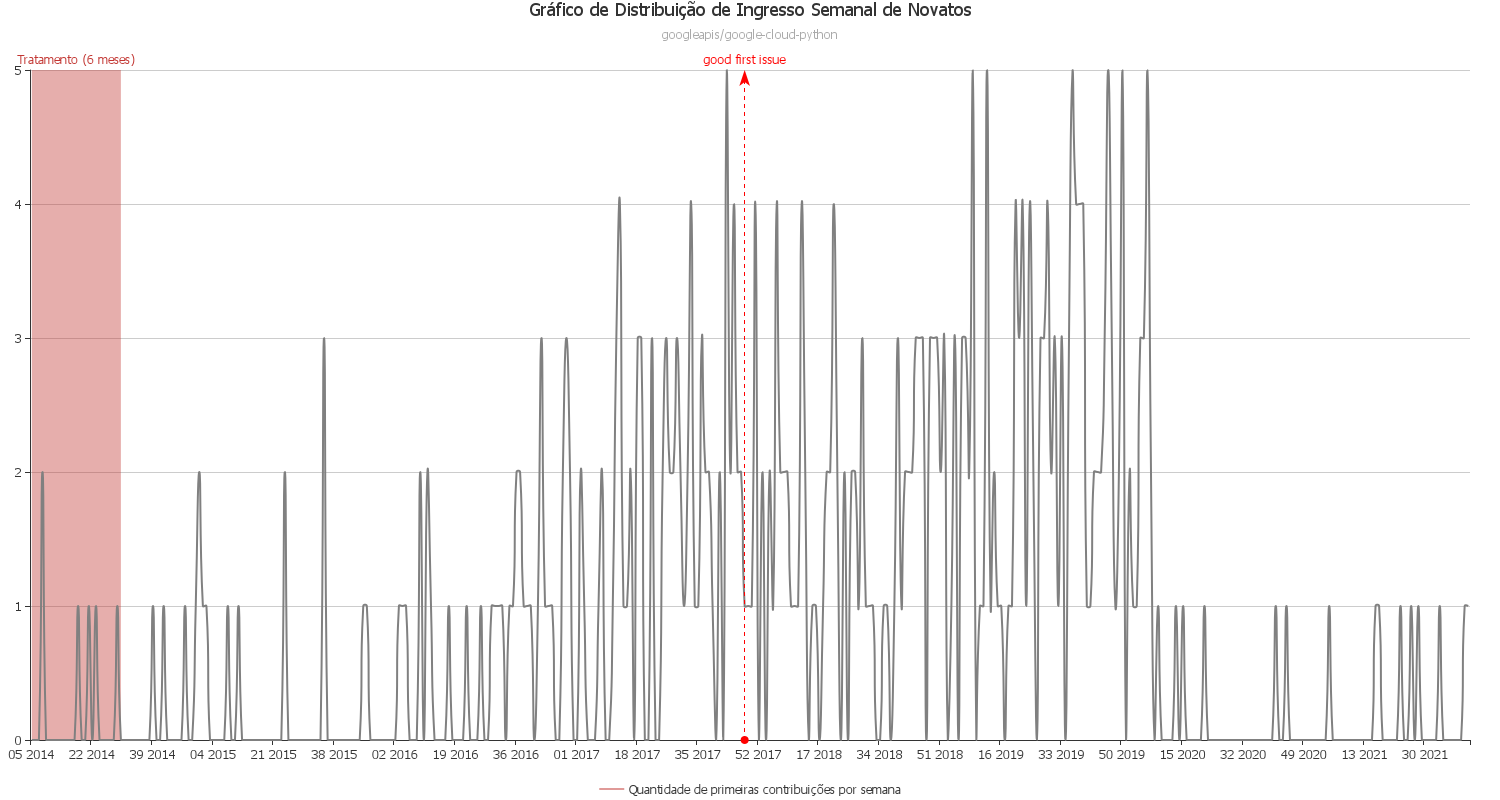 Gráfico de Distribuição de Ingresso Semanal de Novatos
googleapis/google-cloud-python
Tratamento (6 meses)
good first issue
5
4
3
2
1
0
05 2014 22 2014 39 2014 04 2015 21 2015 38 2015 02 2016 19 2016 36 2016 01 2017 18 2017 35 2017 52 2017 17 2018 34 2018 51 2018 16 2019 33 2019 50 2019 15 2020 32 2020 49 2020 13 2021 30 2021
Quantidade de primeiras contribuições por semana